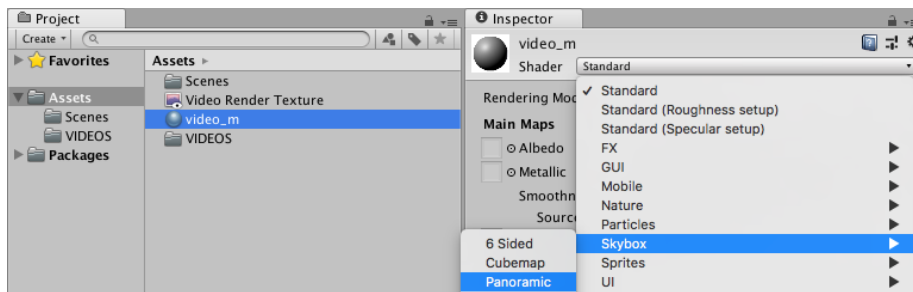 Project
Create
Favorites
Assets
Scenes
VIDEOS
Packages
Assets
Scenes
Video Render Texture
video_m
VIDEOS
Inspector
video_m
Shader
Standard
Rendering Mod
Main Maps
Albedo
Metallic
Smoothn
Sourc
Standard
Standard (Roughness setup)
Standard (Specular setup)
FX
GUI
Mobile
Nature
Particles
Skybox
Sprites
UI
6 Sided
Cubemap
Panoramic